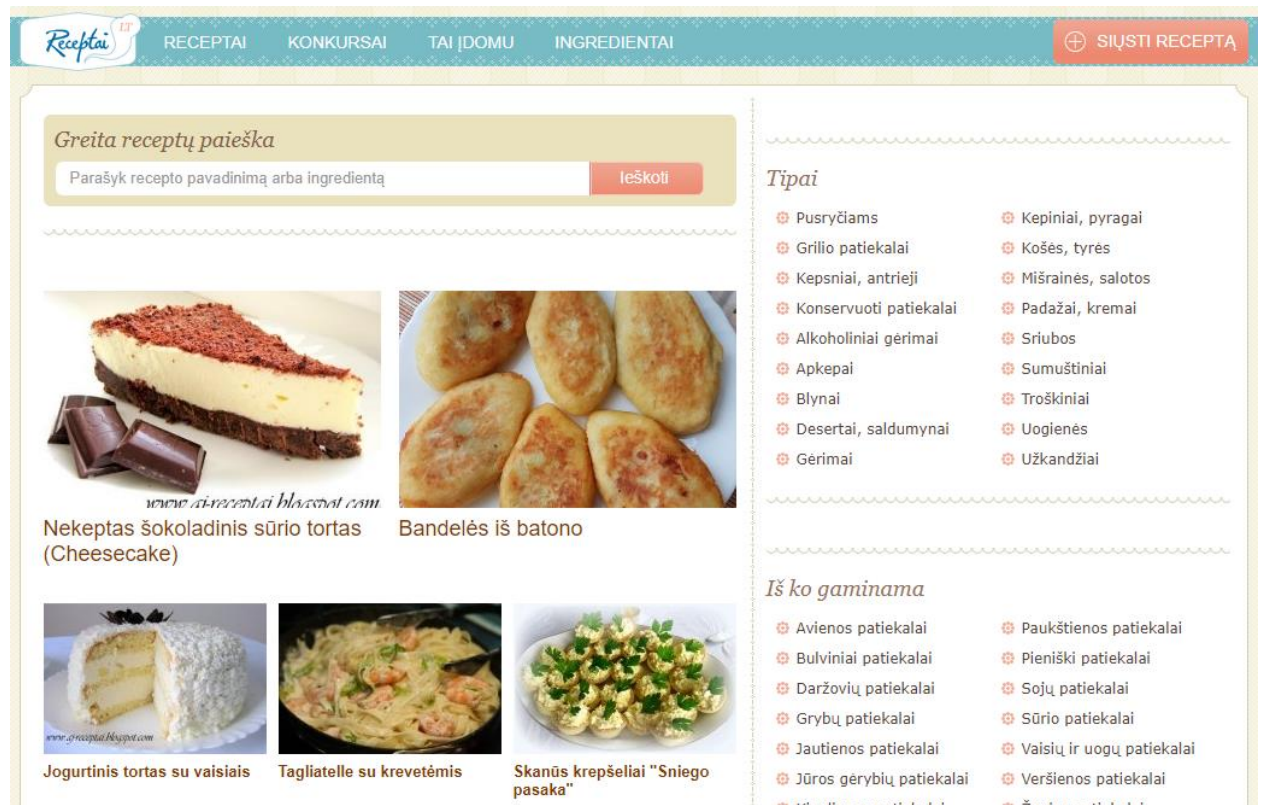 Receptai LT
RECEPTAI KONKURSAI TAI ĮDOMU INGREDIENTAI
SIŲSTI RECEPTĄ
Greita receptų paieška
Parašyk recepto pavadinimą arba ingredientą
Ieškoti
www.gi-receptai.blogspot.com
Nekeptas šokoladinis sūrio tortas
(Cheesecake)
Bandelės iš batono
Jogurtinis tortas su vaisiais
Tagliatelle su krevetėmis
Skanūs krepšeliai "Sniego
pasaka"
Tipai
Pusryčiams
Grilio patiekalai
Kepsniai, antrieji
Konservuoti patiekalai
Alkoholiniai gėrimai
Apkepai
Blynai
Desertai, saldumynai
Gėrimai
Kepiniai, pyragai
Košės, tyrės
Mišrainės, salotos
Padažai, kremai
Sriubos
Sumuštiniai
Troškiniai
Uogienės
Užkandžiai
Iš ko gaminama
Avienos patiekalai
Bulviniai patiekalai
Daržovių patiekalai
Grybų patiekalai
Jautienos patiekalai
Jūros gėrybių patiekalai
Paukštienos patiekalai
Pieniški patiekalai
Sojų patiekalai
Sūrio patiekalai
Vaisių ir uogų patiekalai
Veršienos patiekalai